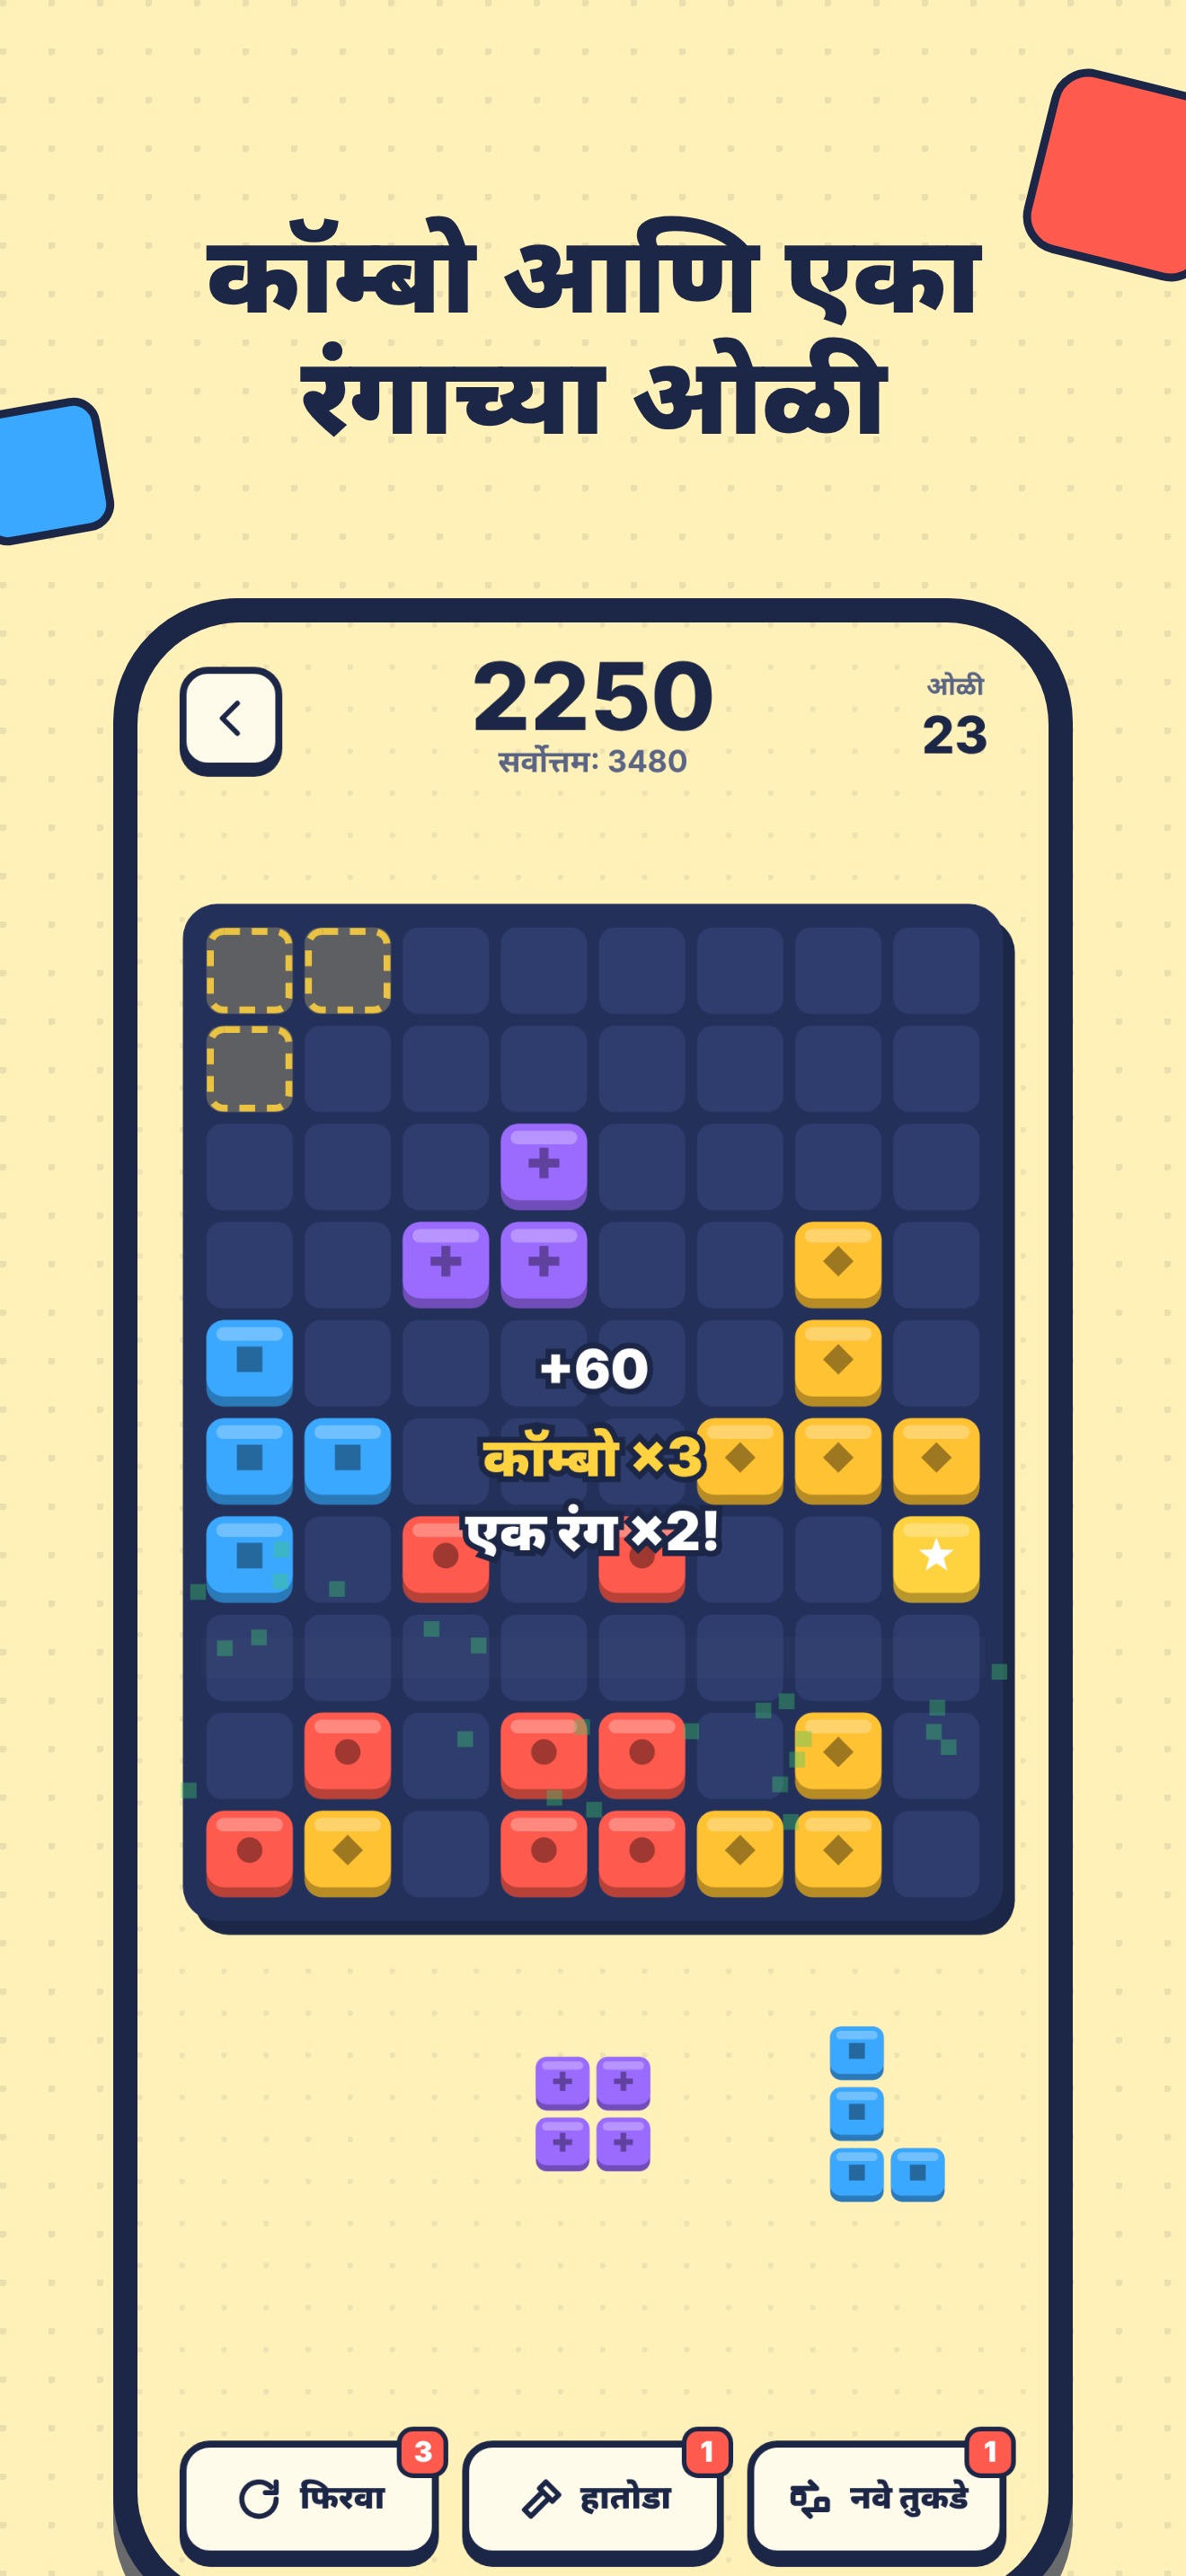 कॉम्बो आणि एका
रंगाच्या ओळी
2250
सर्वोत्तम: 3480
ओळी
23
+60
कॉम्बो ×3
एक रंग ×2!
3
फिरवा
1
हातोडा
1
नवे तुकडे